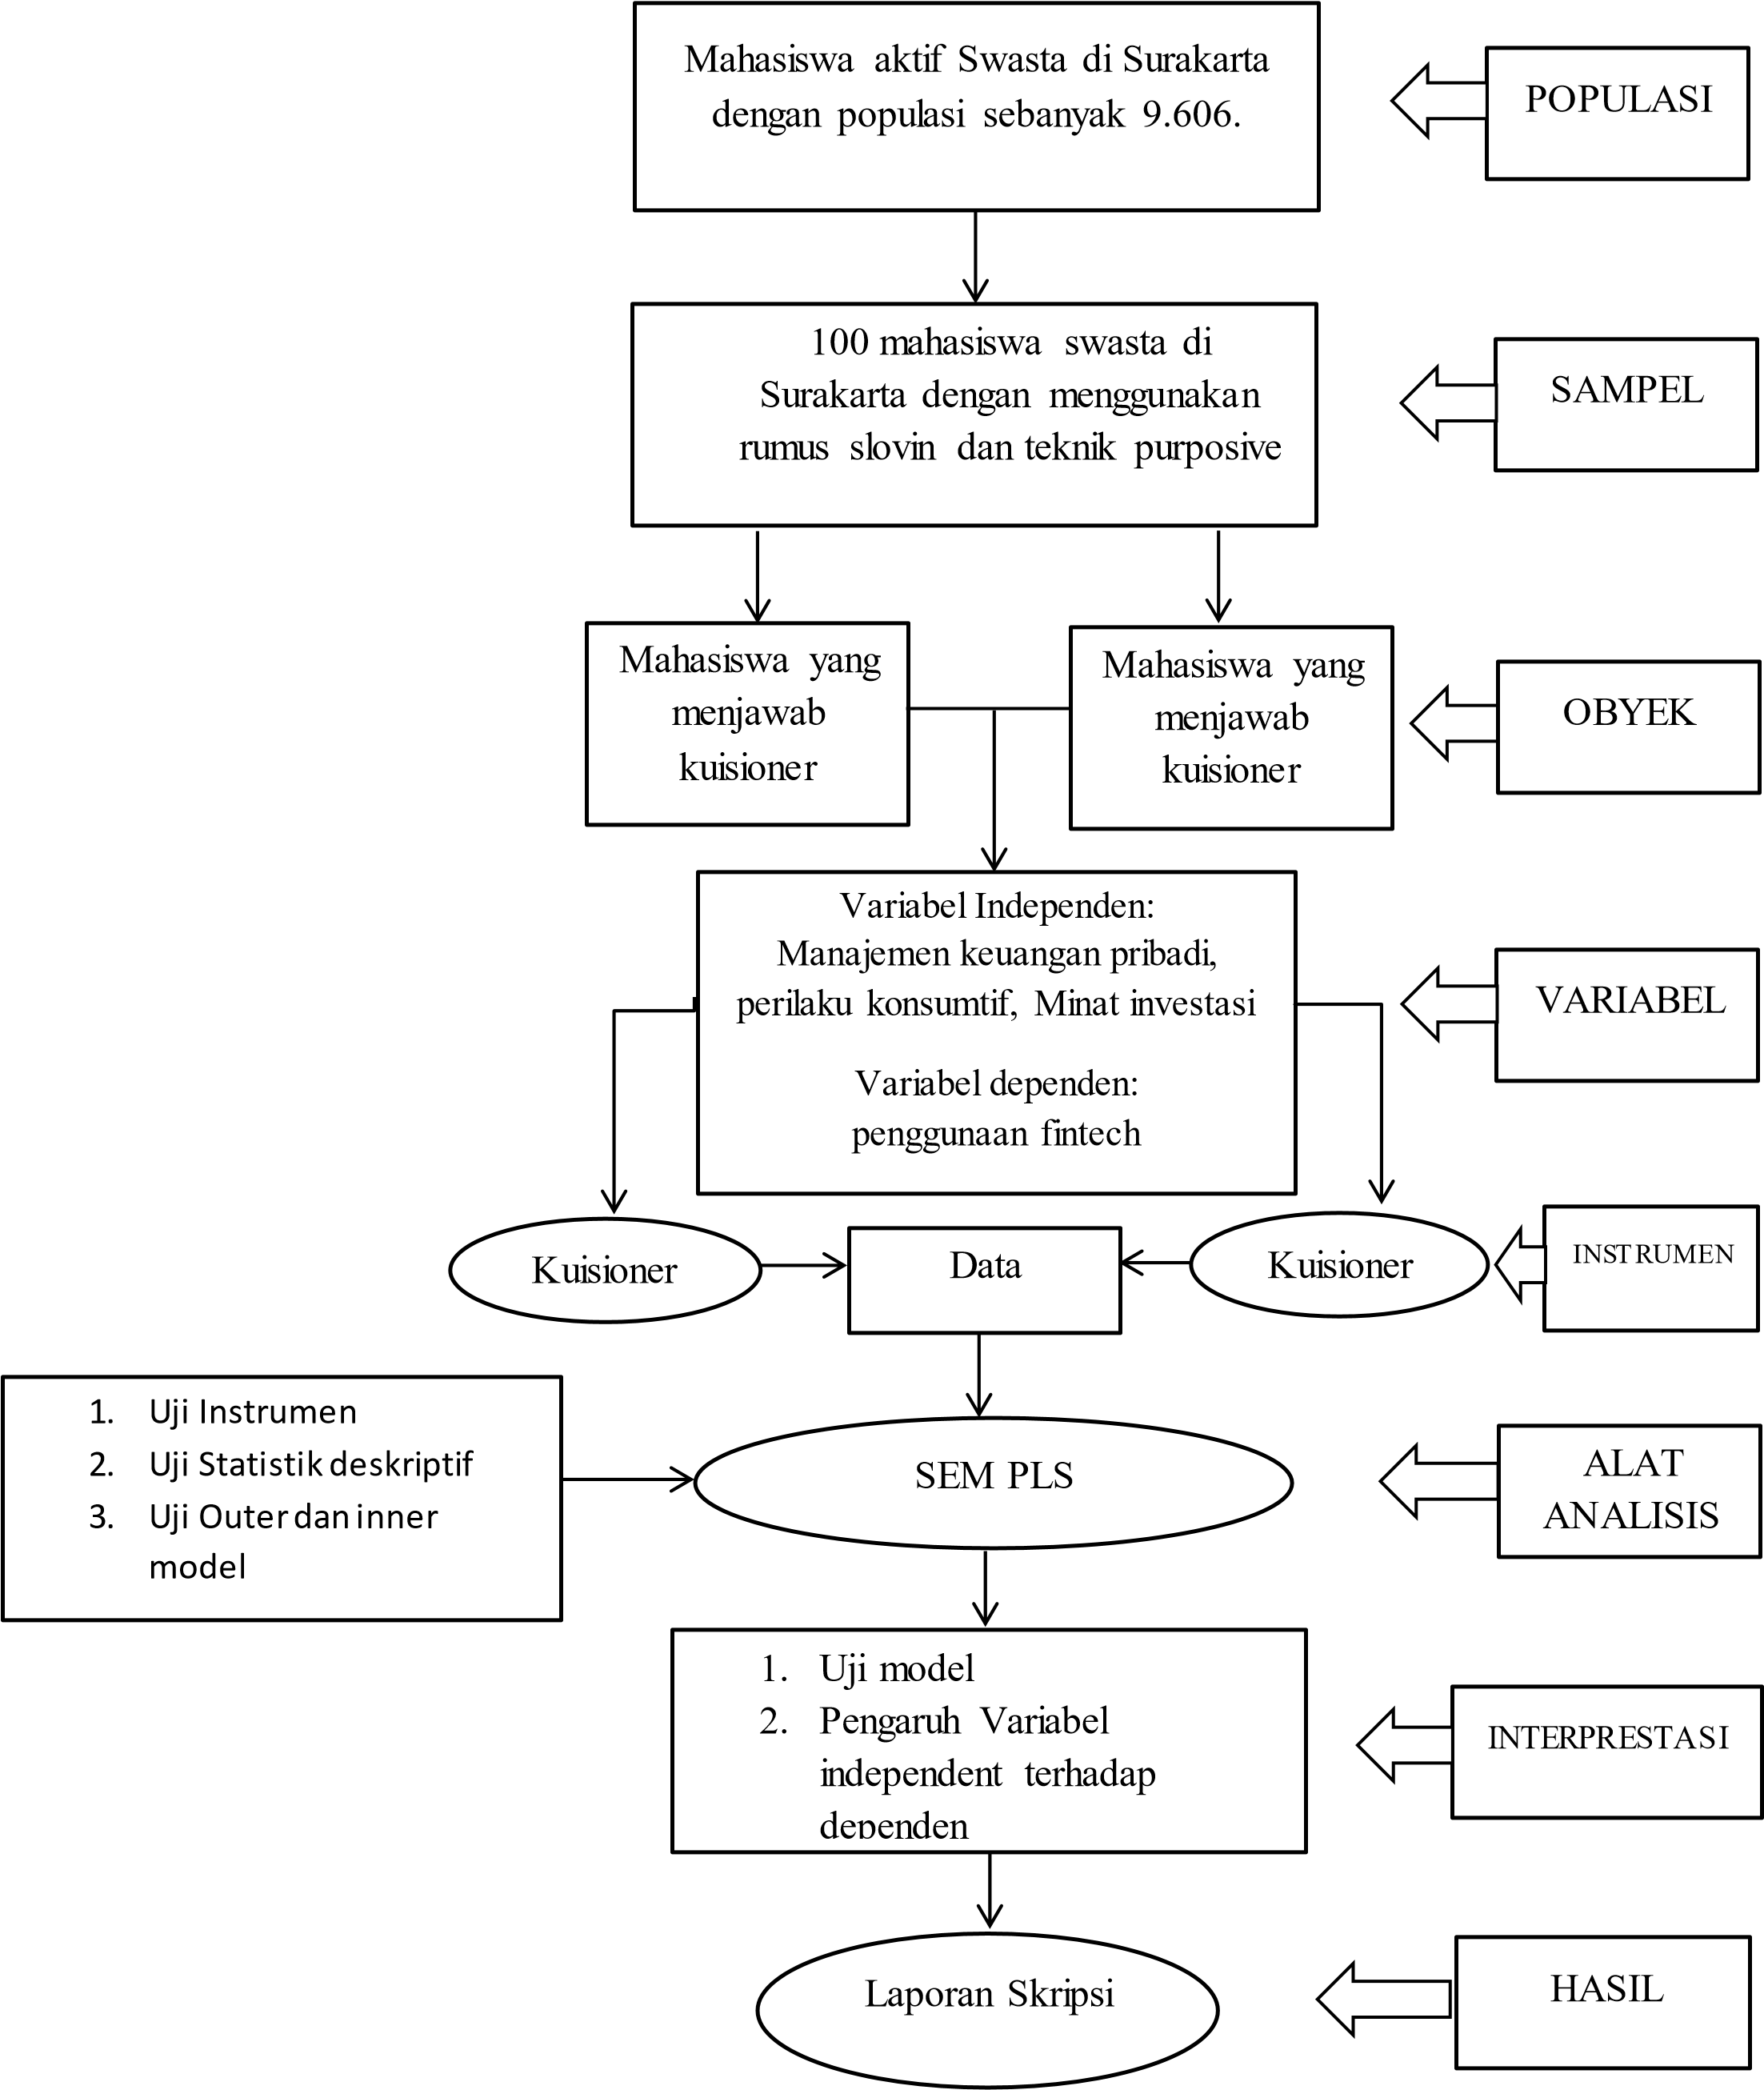 Mahasiswa aktif Swasta di Surakarta
dengan populasi sebanyak 9.606.
POPULASI
100 mahasiswa swasta di
Surakarta dengan menggunakan
rumus slovin dan teknik purposive
SAMPEL
Mahasiswa yang
menjawab
kuisioner
Mahasiswa yang
menjawab
kuisioner
OBYEK
Variabel Independen:
Manajemen keuangan pribadi,
perilaku konsumtif, Minat investasi
Variabel dependen:
penggunaan fintech
VARIABEL
Kuisioner
Data
Kuisioner
INSTRUMEN
1. Uji Instrumen
2. Uji Statistik deskriptif
3. Uji Outer dan inner
model
SEM PLS
ALAT
ANALISIS
1. Uji model
2. Pengaruh Variabel
independent terhadap
dependen
INTERPRESTASI
Laporan Skripsi
HASIL